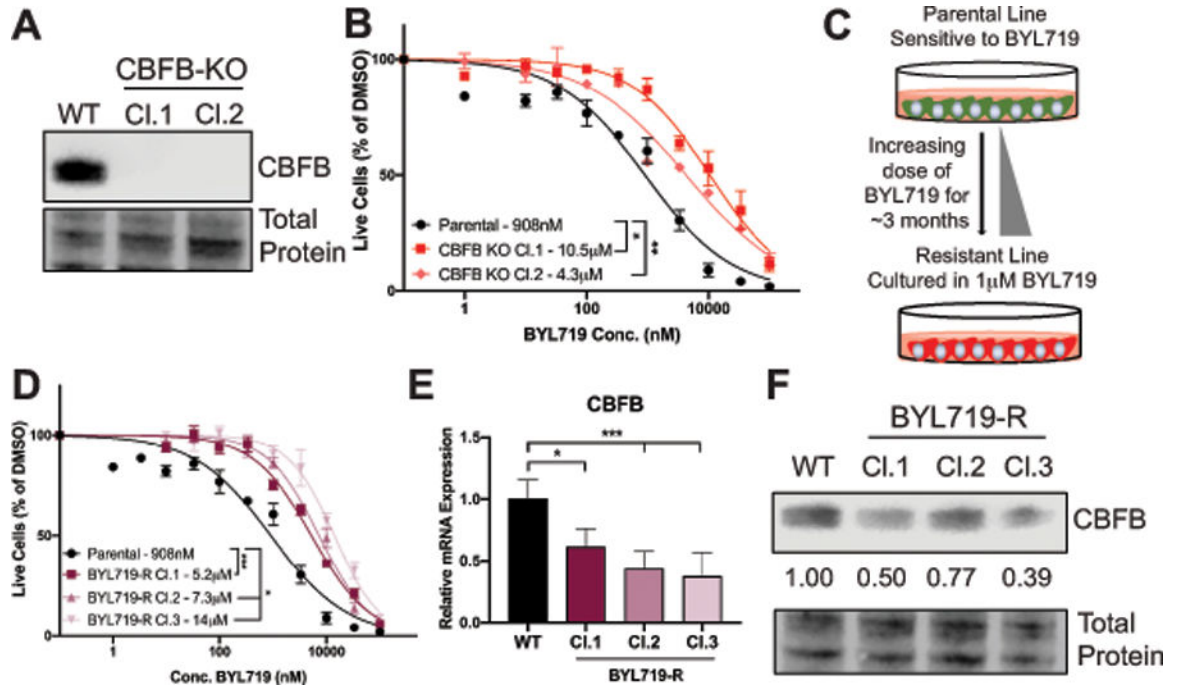 A
CBFB-KO
WT Cl.1 Cl.2
CBFB
Total
Protein
B
Live Cells (% of DMSO)
100
50
0
Parental - 908nM
CBFB KO Cl.1 - 10.5μM
CBFB KO Cl.2 - 4.3μM
*
**
1 100 10000
BYL719 Conc. (nM)
C
Parental Line
Sensitive to BYL719
Increasing
dose of
BYL719 for
~3 months
Resistant Line
Cultured in 1μM BYL719
D
Live Cells (% of DMSO)
100
50
0
Parental - 908nM
BYL719-R Cl.1 - 5.2μM
BYL719-R Cl.2 - 7.3μM
BYL719-R Cl.3 - 14μM
***
*
1 100 10000
Conc. BYL719 (nM)
E
CBFB
Relative mRNA Expression
1.5
1.0
0.5
0.0
***
*
WT Cl.1 Cl.2 Cl.3
BYL719-R
F
BYL719-R
WT Cl.1 Cl.2 Cl.3
CBFB
1.00 0.50 0.77 0.39
Total
Protein